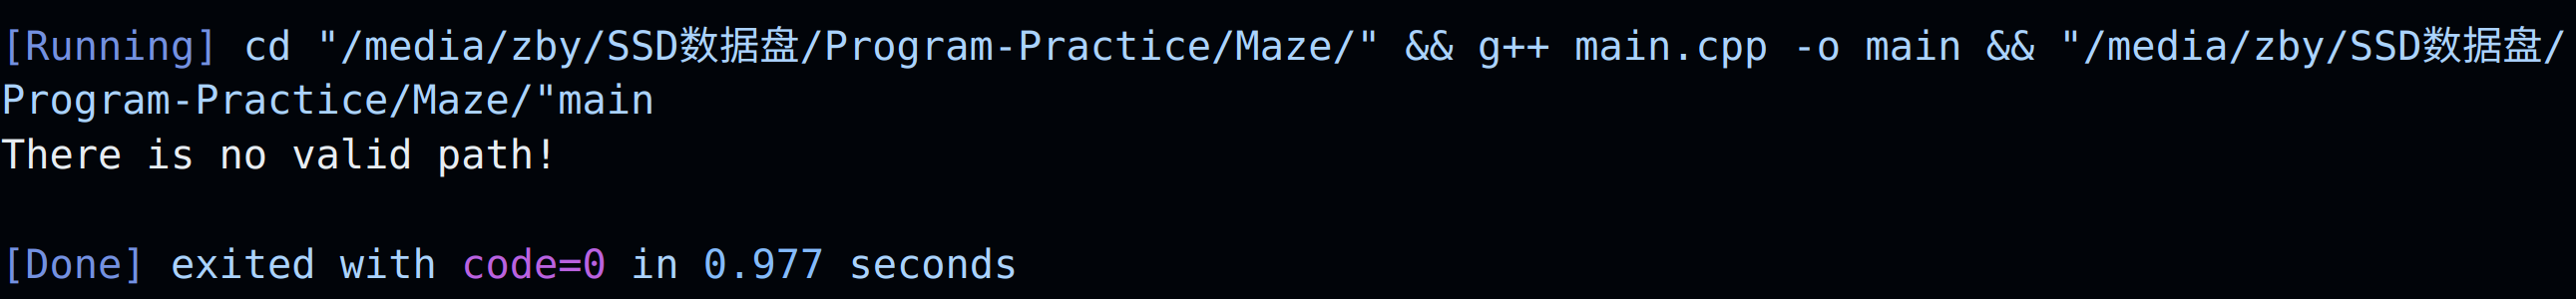 [Running] cd "/media/zby/SSD数据盘/Program-Practice/Maze/" && g++ main.cpp -o main && "/media/zby/SSD数据盘/
Program-Practice/Maze/"main
There is no valid path!
[Done] exited with code=0 in 0.977 seconds